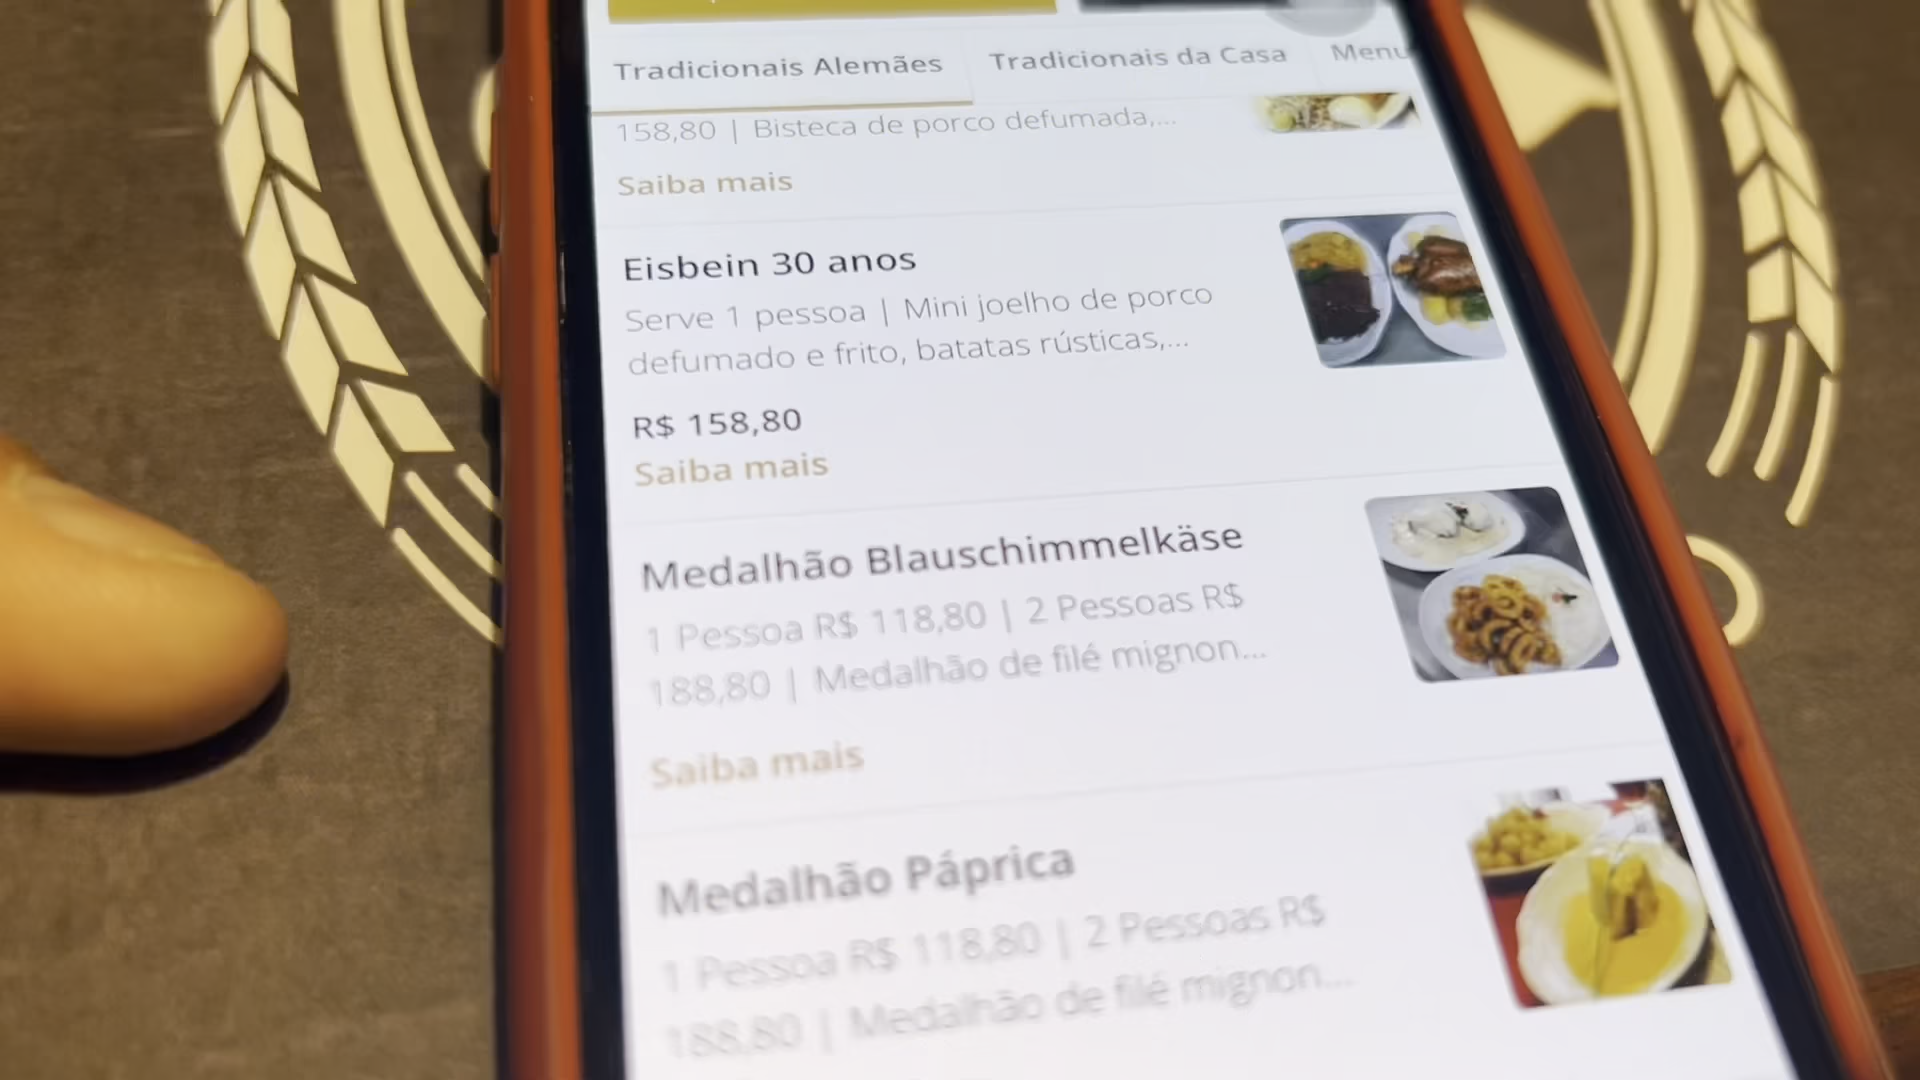 Tradicionais Alemães
Tradicionais da Casa
Menu
158,80 | Bisteca de porco defumada,...
Saiba mais
Eisbein 30 anos
Serve 1 pessoa | Mini joelho de porco
defumado e frito, batatas rústicas,...
R$ 158,80
Saiba mais
Medalhão Blauschimmelkäse
1 Pessoa R$ 118,80 | 2 Pessoas R$
188,80 | Medalhão de filé mignon...
Saiba mais
Medalhão Páprica
1 Pessoa R$ 118,80 | 2 Pessoas R$
188,80 | Medalhão de filé mignon...